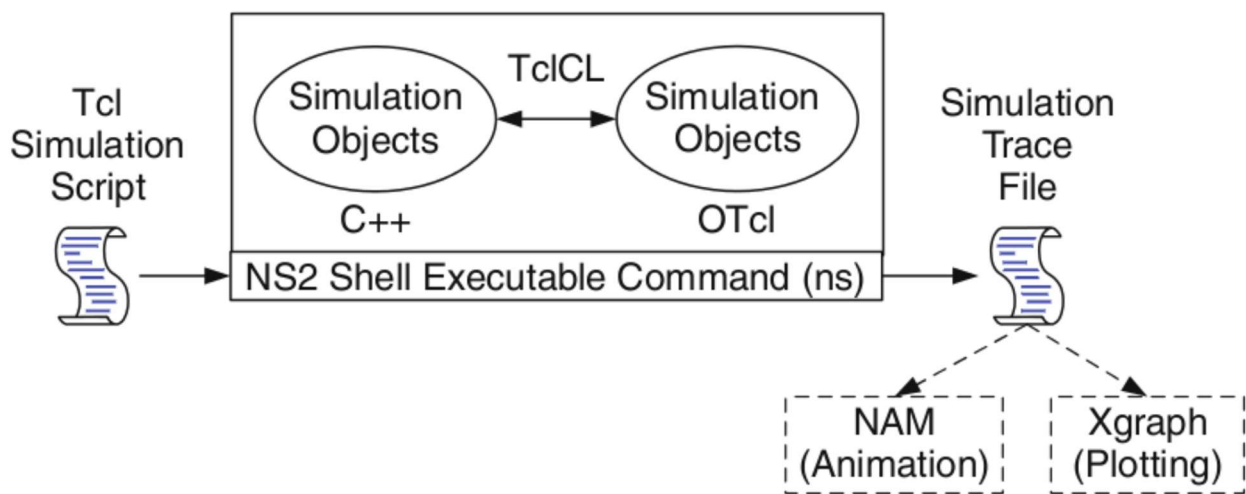 Tcl
Simulation
Script
Simulation
Objects
C++
TclCL
Simulation
Objects
OTcl
NS2 Shell Executable Command (ns)
Simulation
Trace
File
NAM
(Animation)
Xgraph
(Plotting)